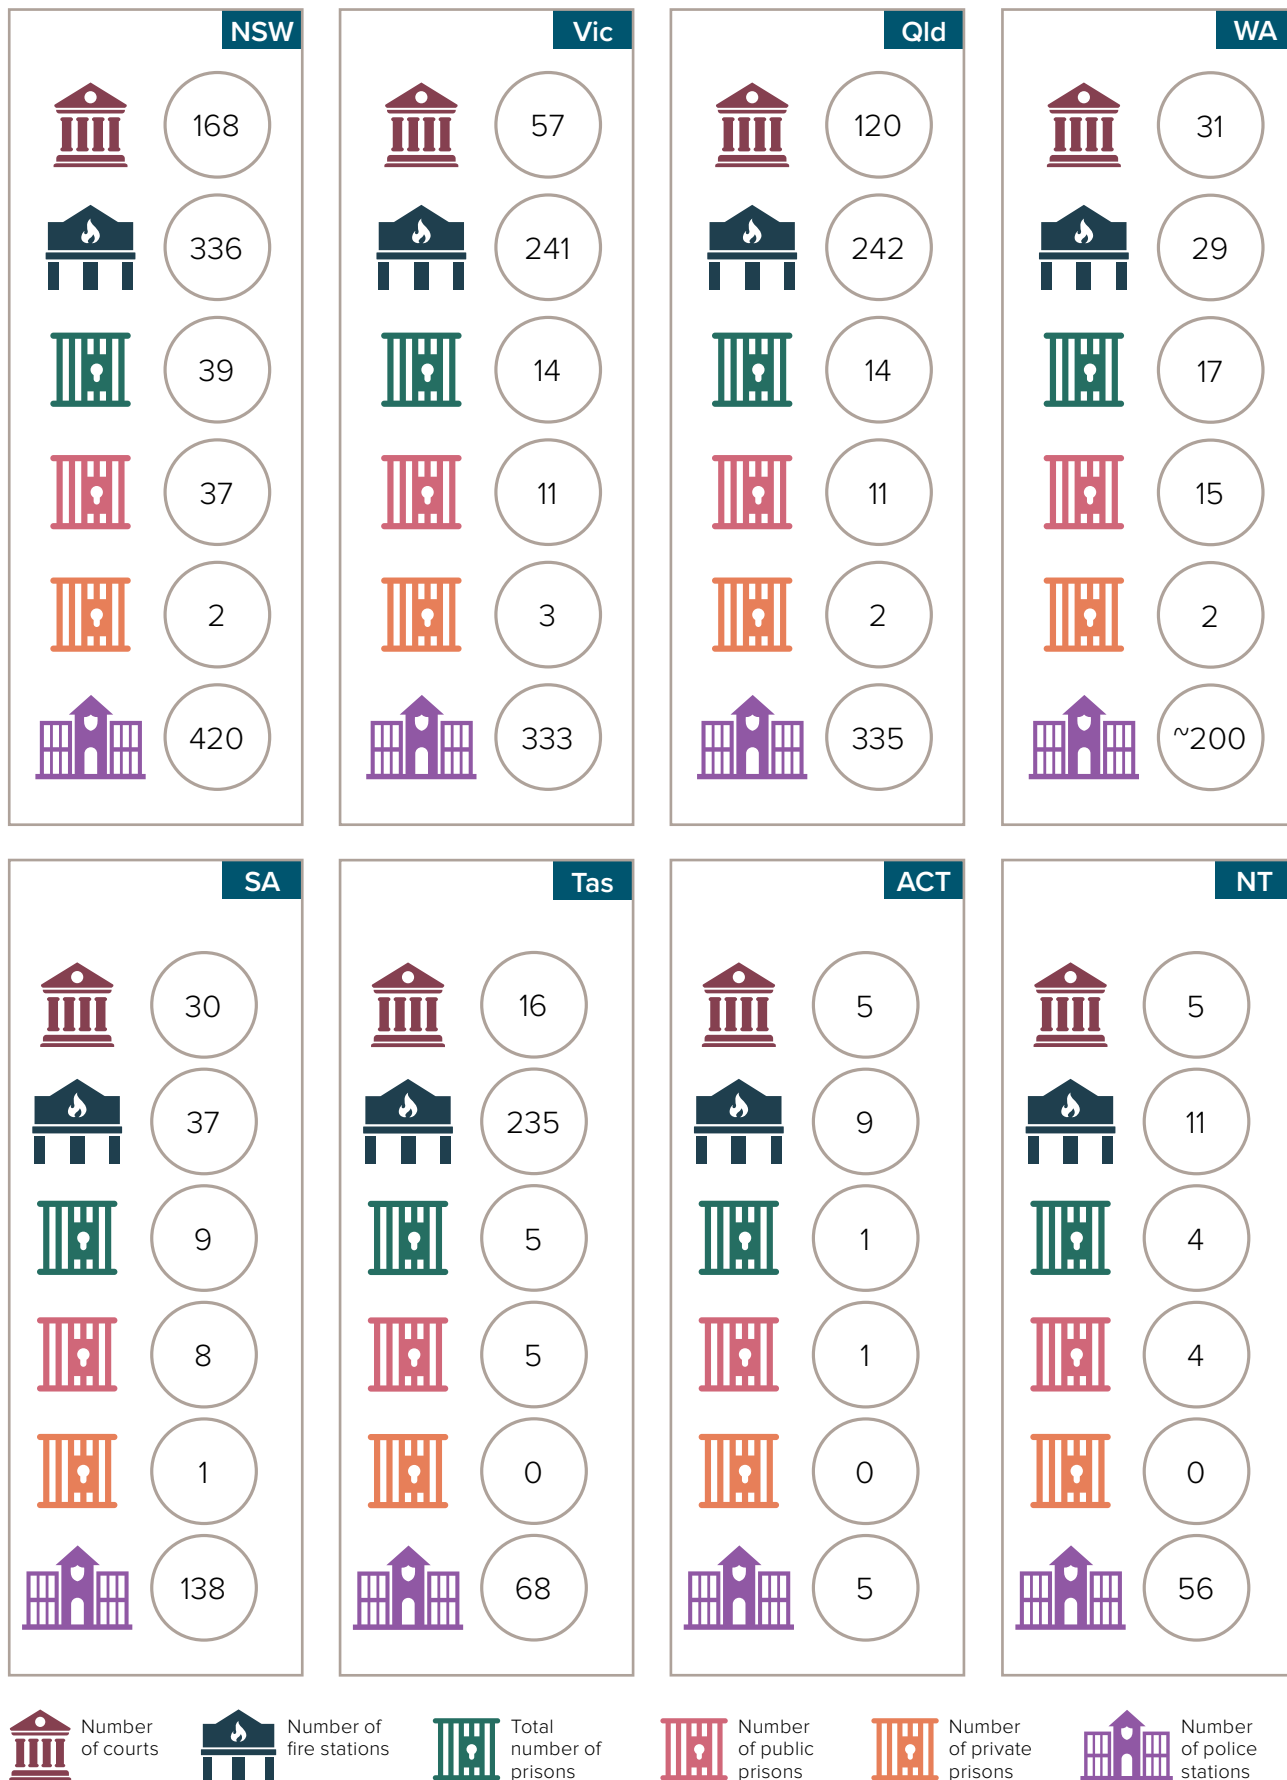 NSW
168
336
39
37
2
420
Vic
57
241
14
11
3
333
Qld
120
242
14
11
2
335
WA
31
29
17
15
2
~200
SA
30
37
9
8
1
138
Tas
16
235
5
5
0
68
ACT
5
9
1
1
0
5
NT
5
11
4
4
0
56
Number
of courts
Number of
fire stations
Total
number of
prisons
Number
of public
prisons
Number
of private
prisons
Number
of police
stations